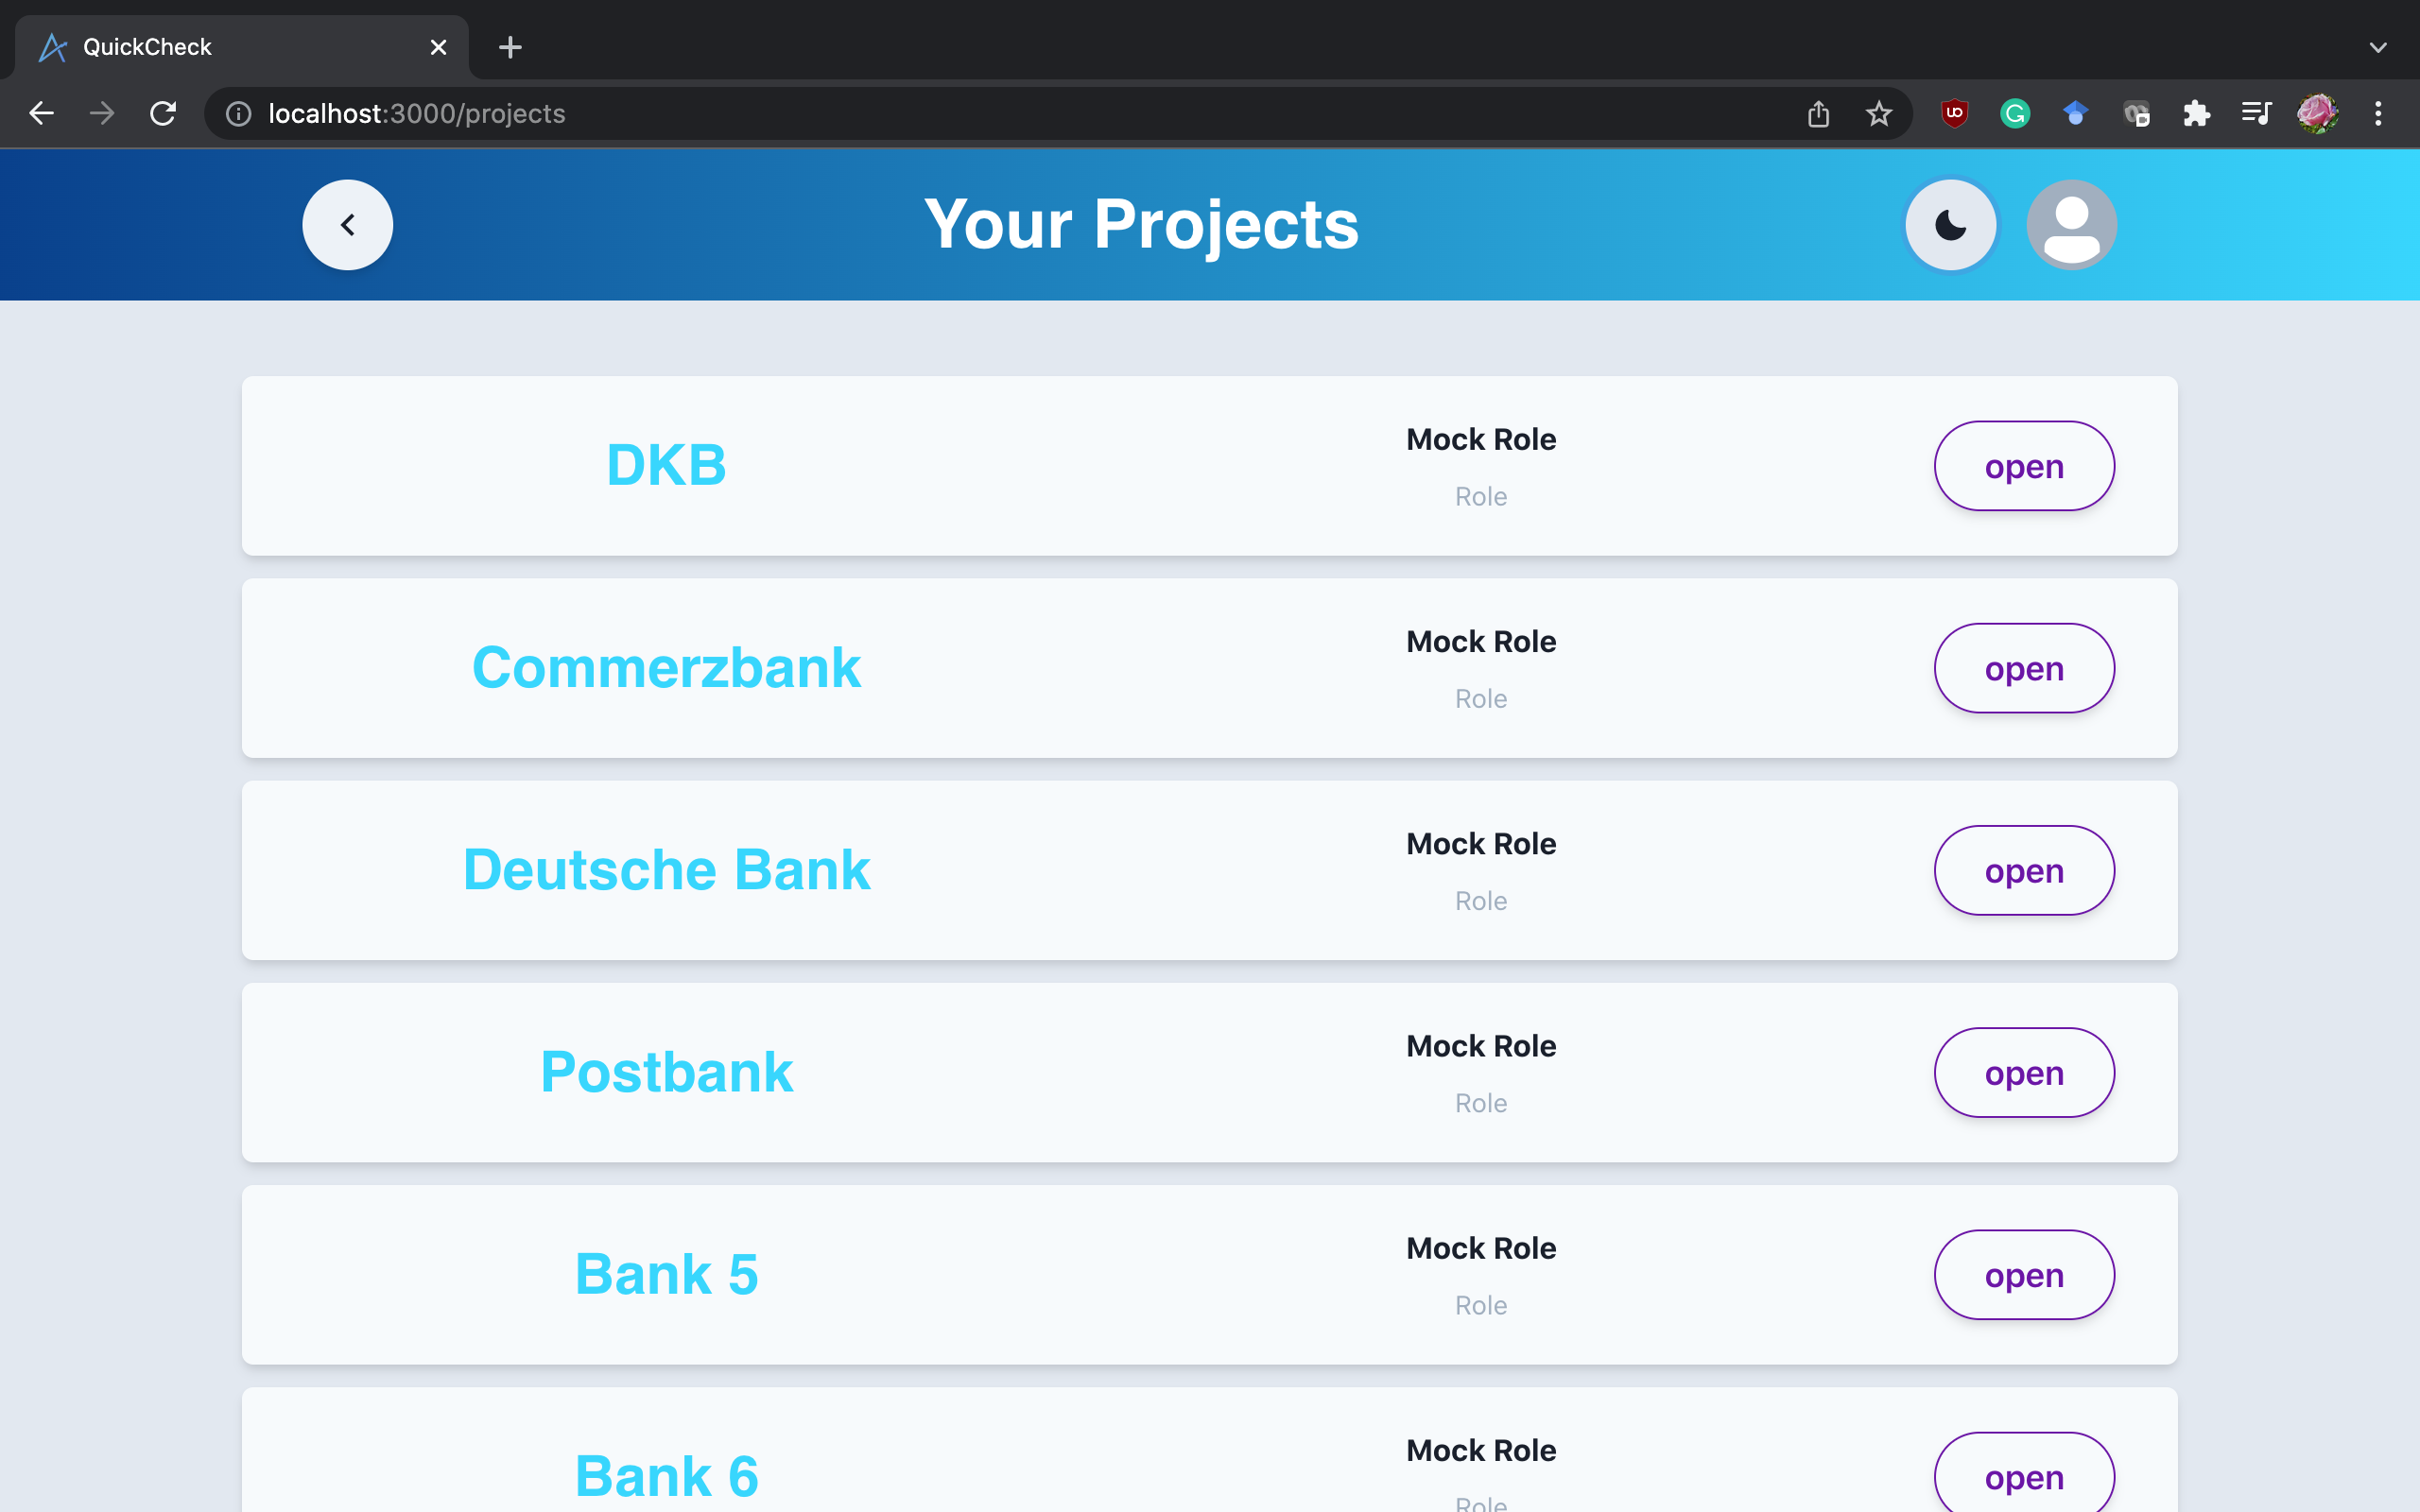 QuickCheck
localhost:3000/projects
Your Projects
DKB
Mock Role
Role
open
Commerzbank
Mock Role
Role
open
Deutsche Bank
Mock Role
Role
open
Postbank
Mock Role
Role
open
Bank 5
Mock Role
Role
open
Bank 6
Mock Role
Role
open